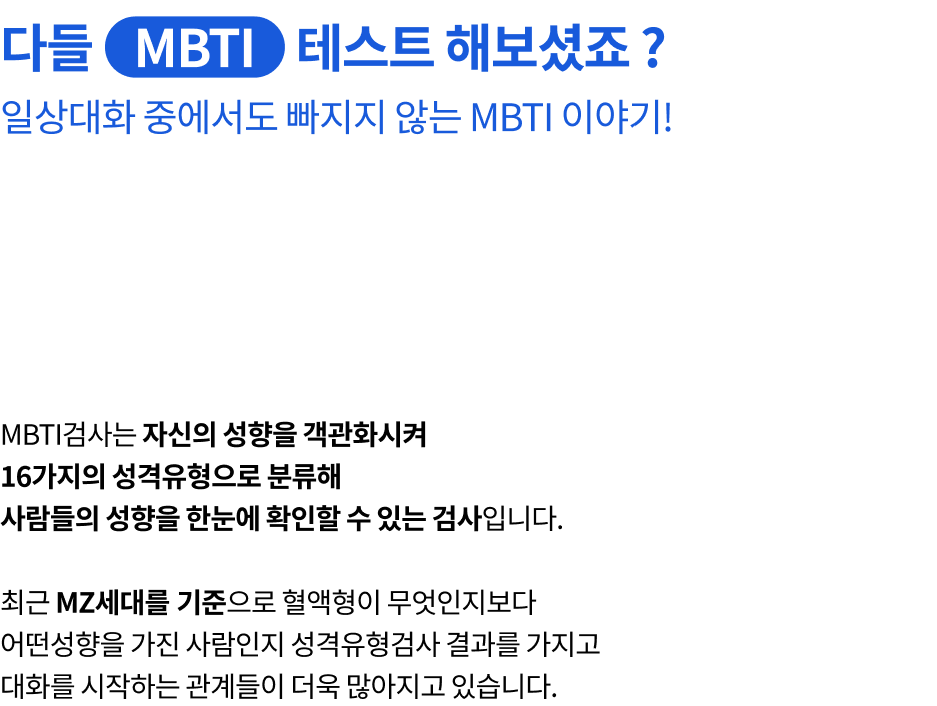 다들 MBTI 테스트 해보셨죠 ?
일상대화 중에서도 빠지지 않는 MBTI 이야기!
MBTI검사는 자신의 성향을 객관화시켜
16가지의 성격유형으로 분류해
사람들의 성향을 한눈에 확인할 수 있는 검사입니다.
최근 MZ세대를 기준으로 혈액형이 무엇인지보다
어떤성향을 가진 사람인지 성격유형검사 결과를 가지고
대화를 시작하는 관계들이 더욱 많아지고 있습니다.